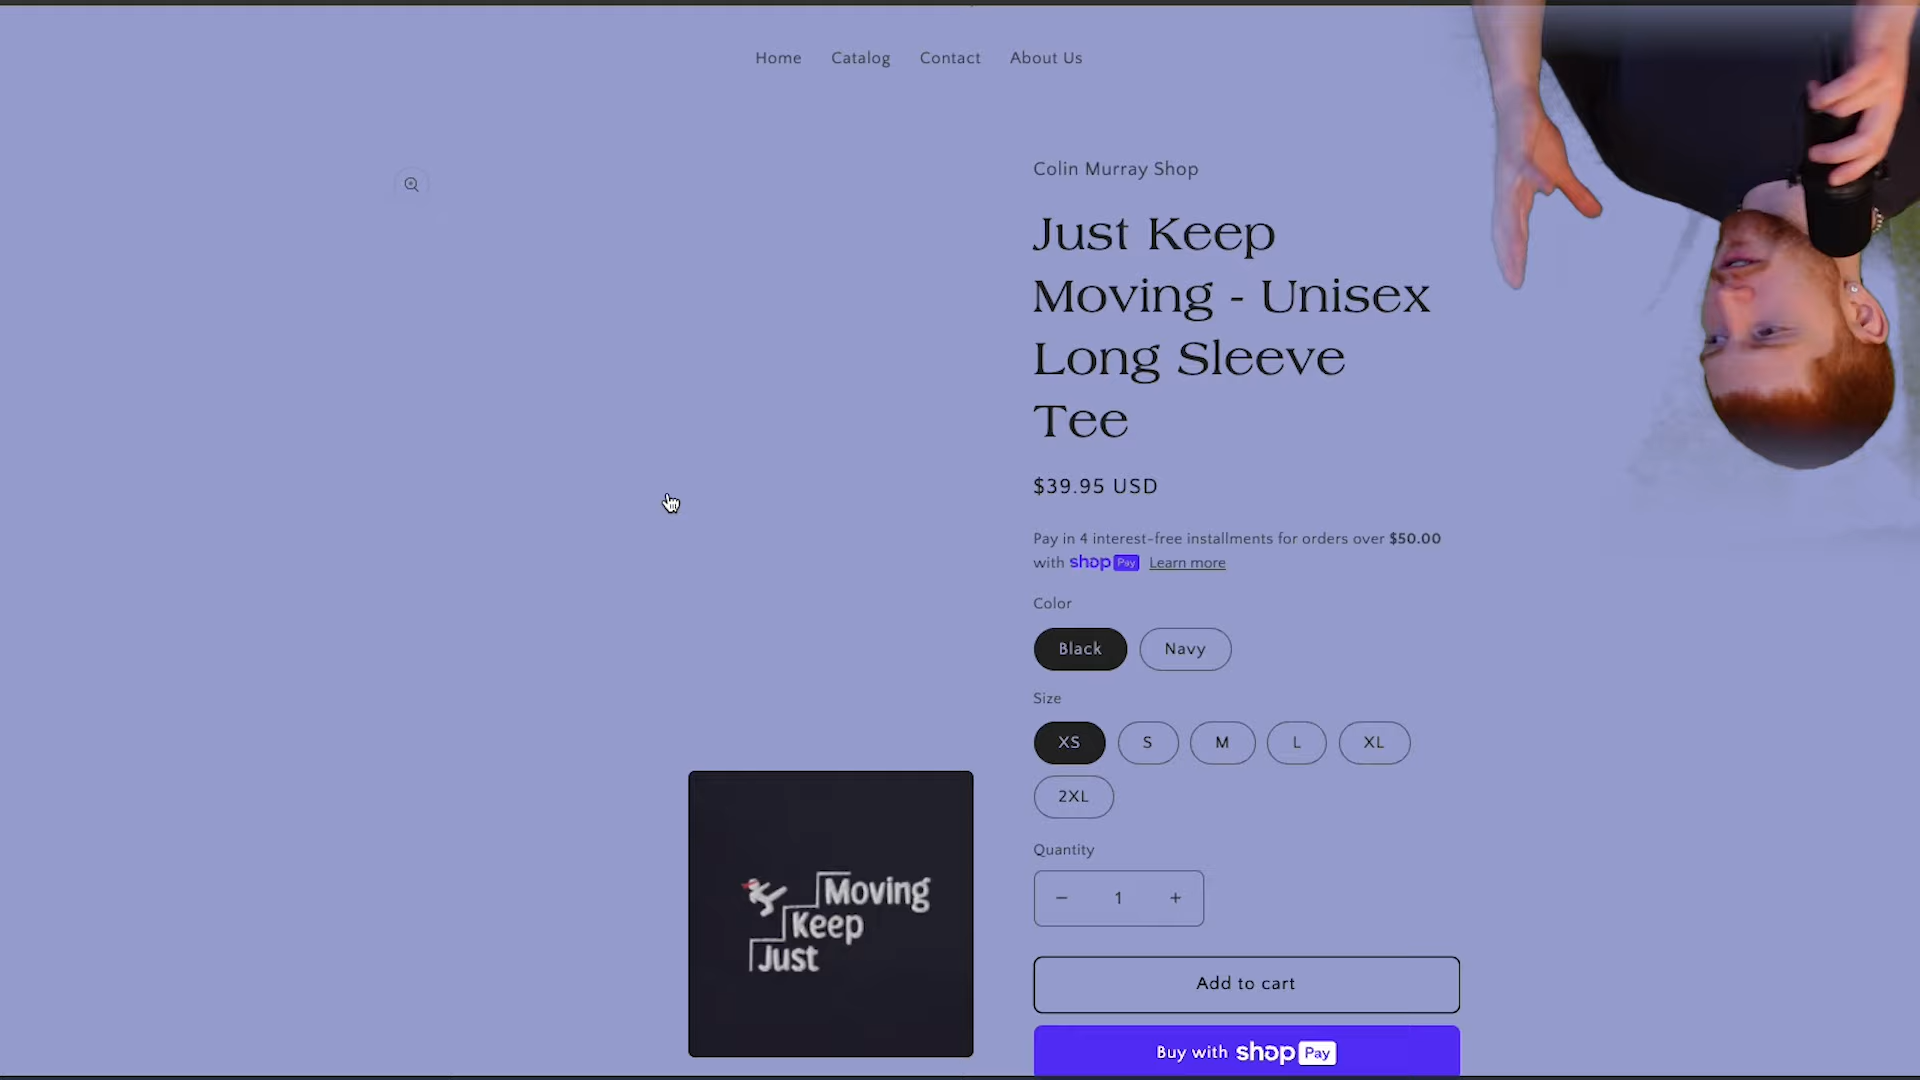 Home Catalog Contact About Us
Colin Murray Shop
Just Keep
Moving - Unisex
Long Sleeve
Tee
$39.95 USD
Pay in 4 interest-free installments for orders over $50.00
with shop Pay Learn more
Color
Black Navy
Size
XS S M L XL
2XL
Quantity
− 1 +
Add to cart
Buy with shop Pay
Moving
Keep
Just